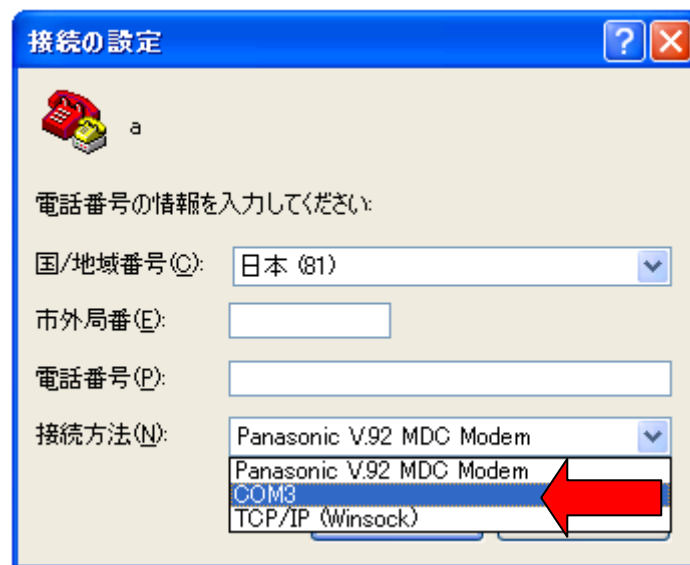 接続の設定
a
電話番号の情報を入力してください:
国/地域番号(C): 日本 (81)
市外局番(E):
電話番号(P):
接続方法(N): Panasonic V.92 MDC Modem
Panasonic V.92 MDC Modem
COM3
TCP/IP (Winsock)